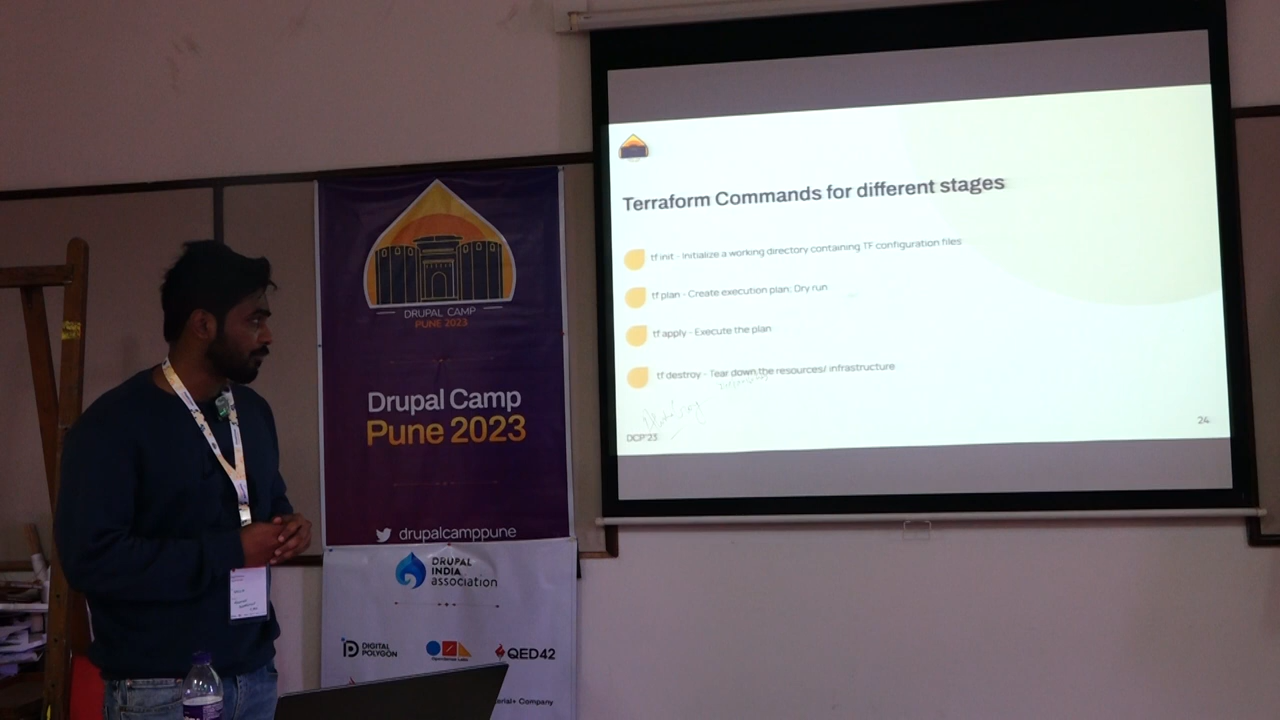 DRUPAL CAMP
PUNE 2023
Drupal Camp
Pune 2023
drupalcamppune
DRUPAL
INDIA
association
DIGITAL
POLYGON
QED42
Company
Terraform Commands for different stages
tf init - Initialize a working directory containing TF configuration files
tf plan - Create execution plan, Dry run
tf apply - Execute the plan
tf destroy - Tear down the resources/ infrastructure
DCP'23
24